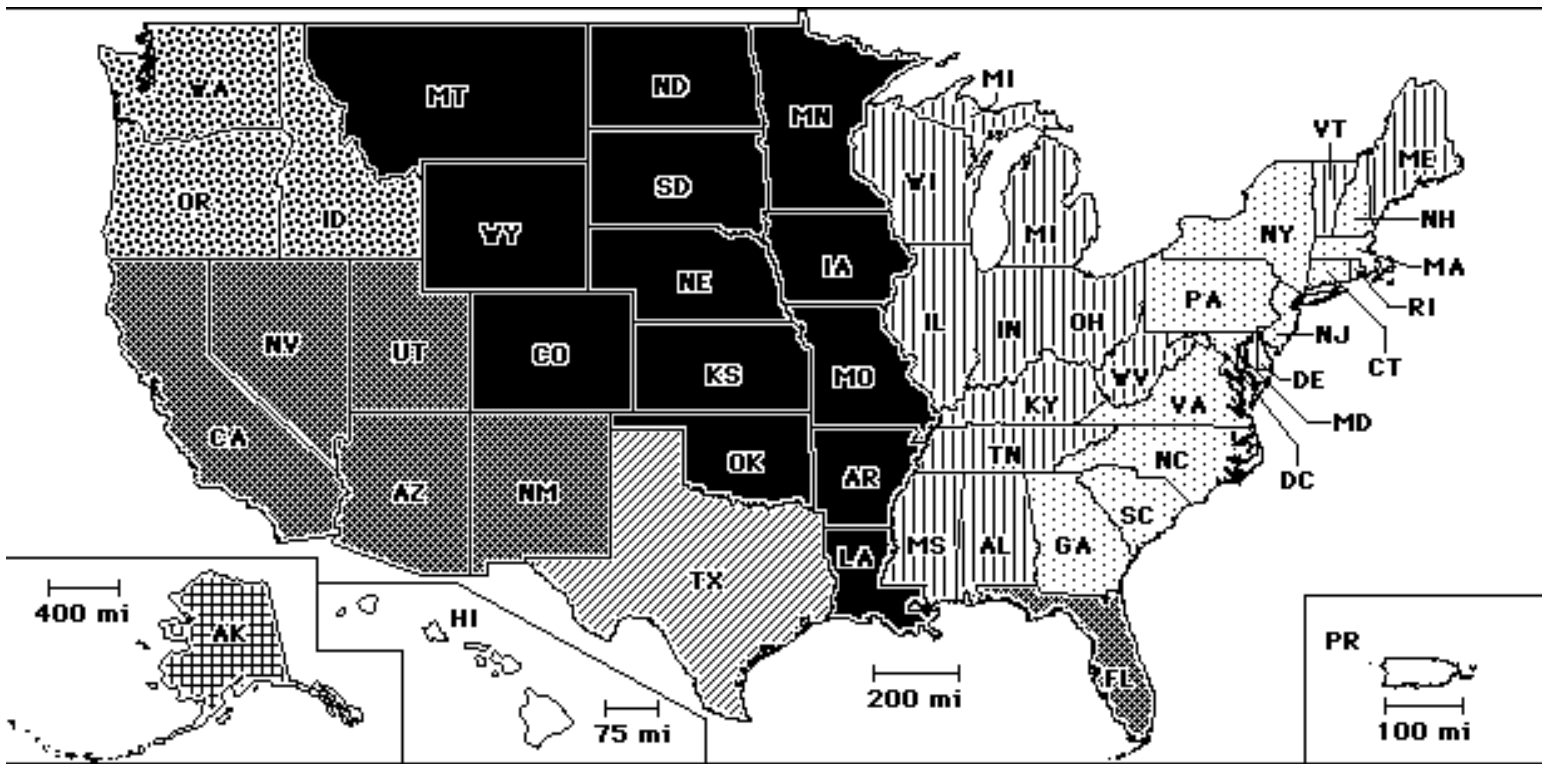 MI
WA
MT
ND
MN
VT
ME
OR
ID
SD
WI
WY
MI
NH
NY
NE
IA
MA
PA
RI
IL
IN
OH
NJ
NV
UT
CO
KS
MO
WV
DE
CT
CA
KY
VA
MD
OK
TN
NC
AZ
NM
AR
DC
SC
LA
MS
AL
GA
TX
400 mi
HI
AK
PR
FL
200 mi
75 mi
100 mi